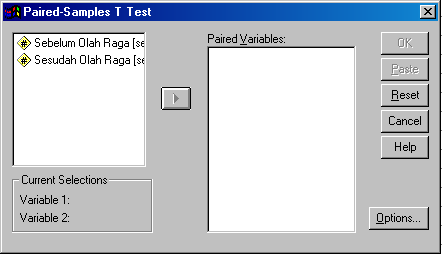 Paired-Samples T Test
Sebelum Olah Raga [se
Sesudah Olah Raga [se
Paired Variables:
OK
Paste
Reset
Cancel
Help
Current Selections
Variable 1:
Variable 2:
Options...